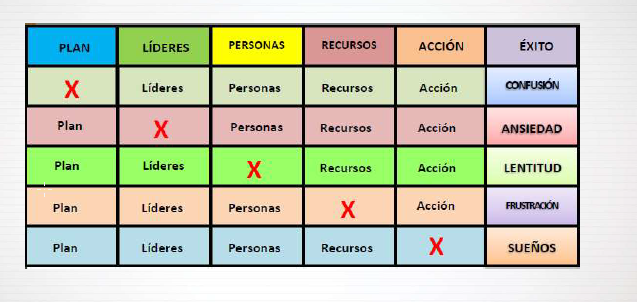 PLAN LÍDERES PERSONAS RECURSOS ACCIÓN ÉXITO
X Líderes Personas Recursos Acción CONFUSIÓN
Plan X Personas Recursos Acción ANSIEDAD
Plan Líderes X Recursos Acción LENTITUD
Plan Líderes Personas X Acción FRUSTRACIÓN
Plan Líderes Personas Recursos X SUEÑOS